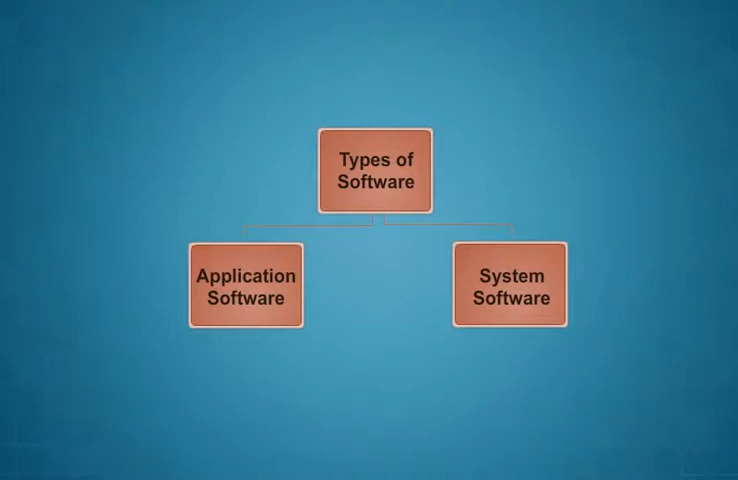 Types of
Software
Application
Software
System
Software